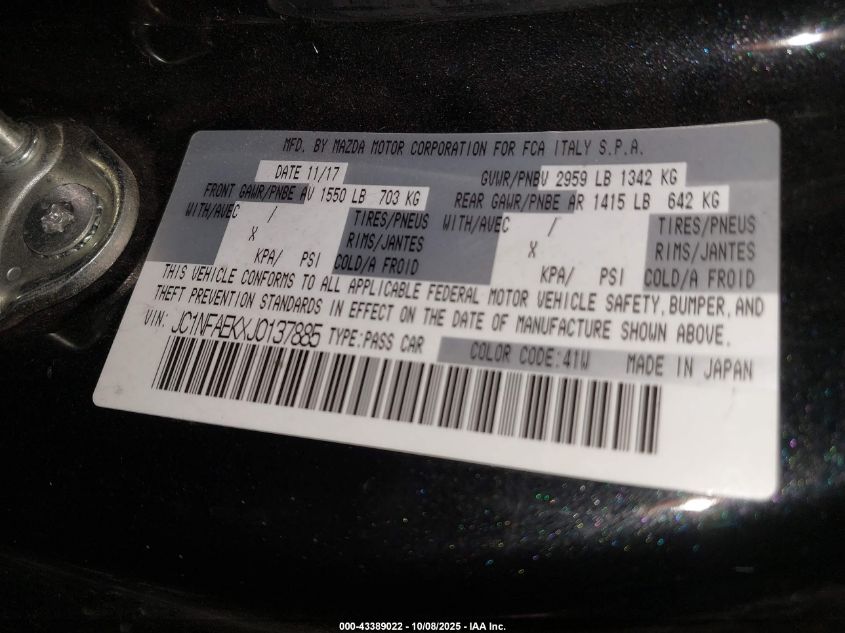 MFD. BY MAZDA MOTOR CORPORATION FOR FCA ITALY S.P.A.
DATE 11/17 GVWR/PNBV 2959 LB 1342 KG
FRONT GAWR/PNBE AV 1550 LB 703 KG REAR GAWR/PNBE AR 1415 LB 642 KG
WITH/AVEC / TIRES/PNEUS WITH/AVEC / TIRES/PNEUS
X RIMS/JANTES X RIMS/JANTES
KPA/ PSI COLD/A FROID KPA/ PSI COLD/A FROID
THIS VEHICLE CONFORMS TO ALL APPLICABLE FEDERAL MOTOR VEHICLE SAFETY, BUMPER, AND
THEFT PREVENTION STANDARDS IN EFFECT ON THE DATE OF MANUFACTURE SHOWN ABOVE.
VIN: JC1NFAEKXJ0137885 TYPE:PASS CAR COLOR CODE:41W MADE IN JAPAN
000-43389022 - 10/08/2025 - IAA Inc.